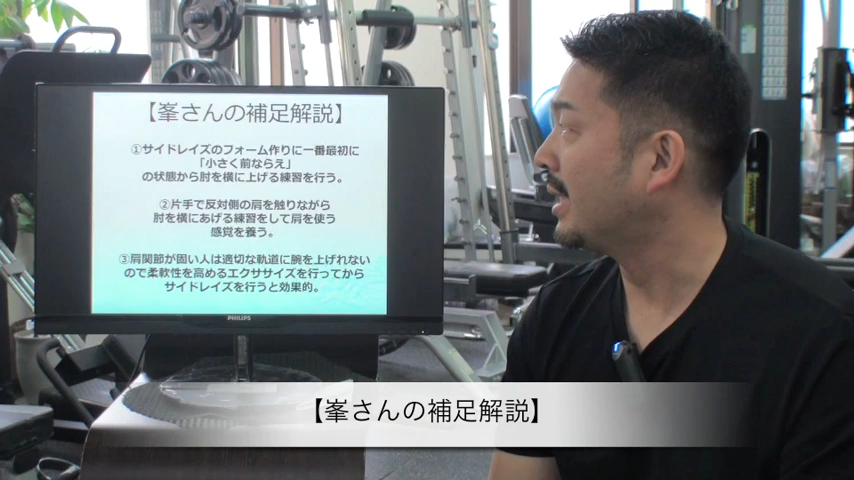 【峯さんの補足解説】
①サイドレイズのフォーム作りに一番最初に
「小さく前ならえ」
の状態から肘を横に上げる練習を行う。
②片手で反対側の肩を触りながら
肘を横にあげる練習をして肩を使う
感覚を養う。
③肩関節が固い人は適切な軌道に腕を上げれない
ので柔軟性を高めるエクササイズを行ってから
サイドレイズを行うと効果的。
PHILIPS
【峯さんの補足解説】